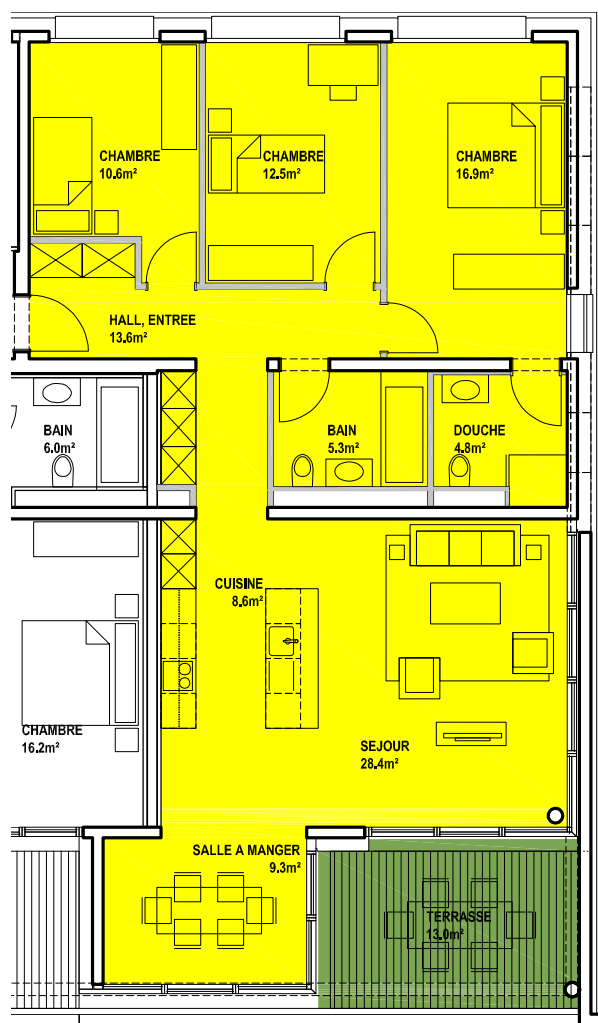 CHAMBRE
10.6m²
CHAMBRE
12.5m²
CHAMBRE
16.9m²
HALL, ENTREE
13.6m²
BAIN
6.0m²
BAIN
5.3m²
DOUCHE
4.8m²
CUISINE
8.6m²
CHAMBRE
16.2m²
SEJOUR
28.4m²
SALLE A MANGER
9.3m²
TERRASSE
13.0m²